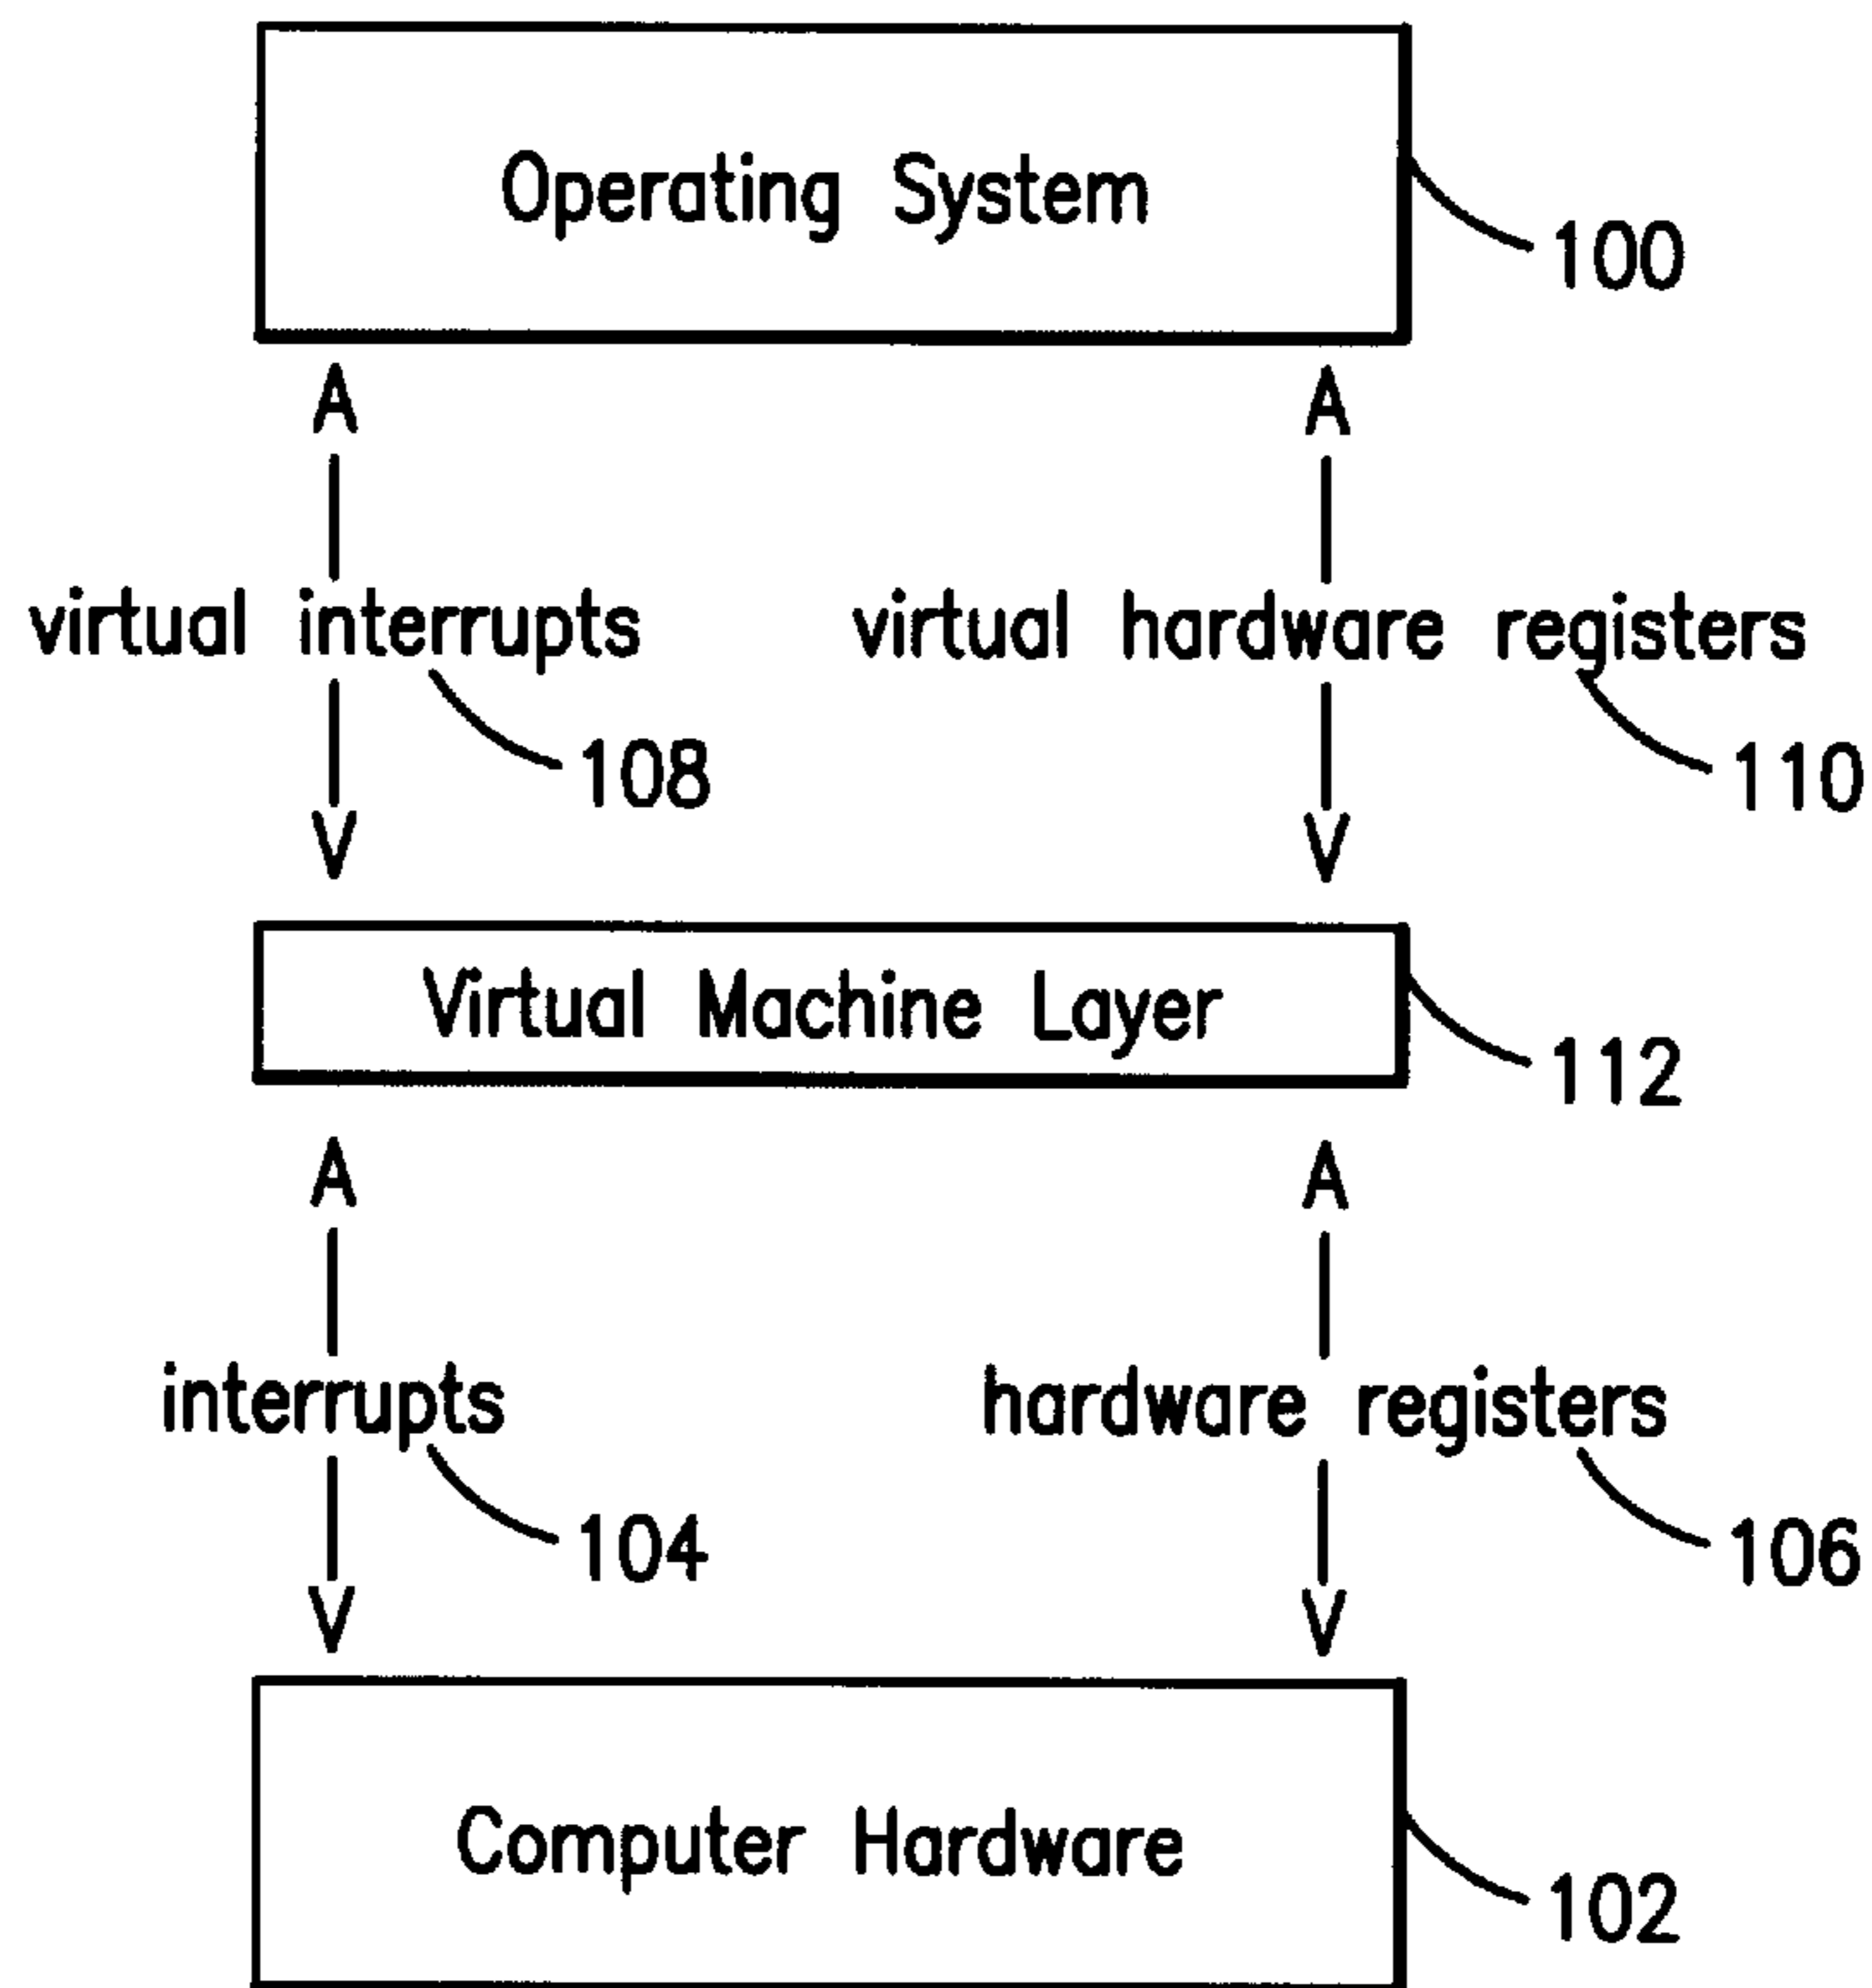 Operating System
100
virtual interrupts
virtual hardware registers
108
110
Virtual Machine Layer
112
interrupts
hardware registers
104
106
Computer Hardware
102